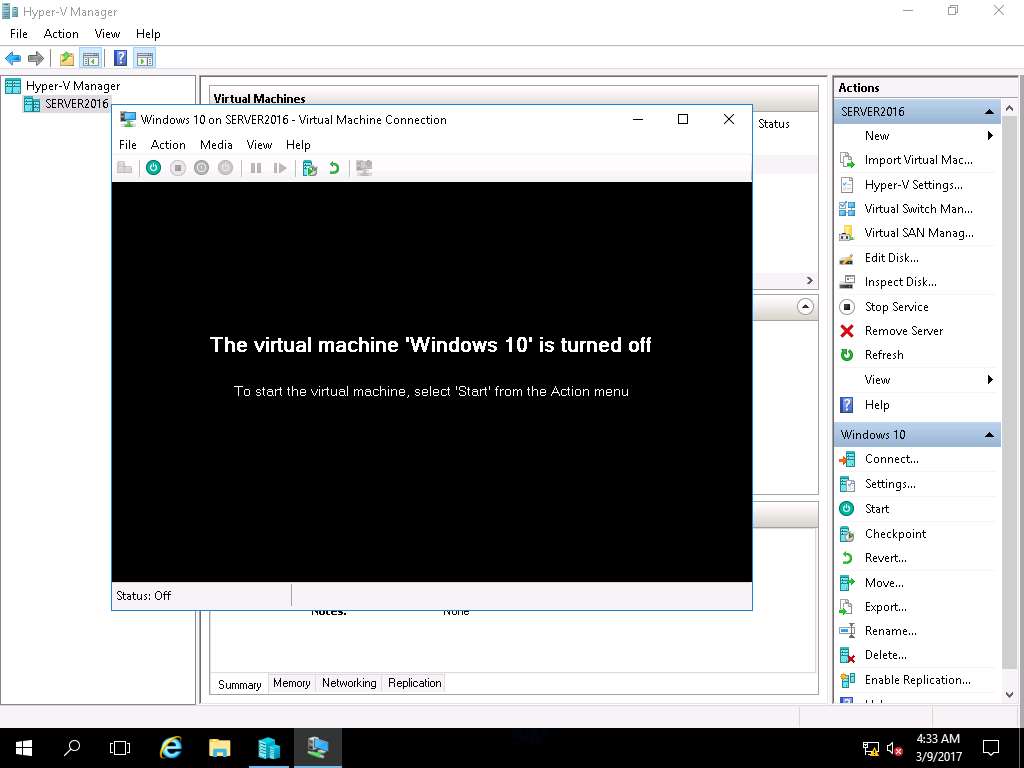 Hyper-V Manager
File Action View Help
Hyper-V Manager
SERVER2016
Virtual Machines
Status
Windows 10 on SERVER2016 - Virtual Machine Connection
File Action Media View Help
The virtual machine 'Windows 10' is turned off
To start the virtual machine, select 'Start' from the Action menu
Status: Off
Notes: None
Summary Memory Networking Replication
Actions
SERVER2016
New
Import Virtual Mac...
Hyper-V Settings...
Virtual Switch Man...
Virtual SAN Manag...
Edit Disk...
Inspect Disk...
Stop Service
Remove Server
Refresh
View
Help
Windows 10
Connect...
Settings...
Start
Checkpoint
Revert...
Move...
Export...
Rename...
Delete...
Enable Replication...
4:33 AM
3/9/2017